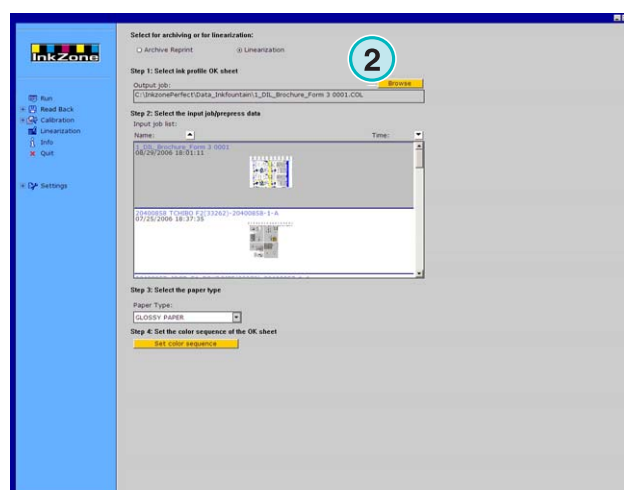 Select for archiving or for linearization:
InkZone
Archive Reprint
Linearization
2
Step 1: Select ink profile OK sheet
Output job:
Browse
C:\InkzonePerfect\Data_Inkfountain\1_DIL_Brochure_Form 3 0001.COL
Run
Read Back
Calibration
Linearization
Info
Quit
Settings
Step 2: Select the input job/prepress data
Input job list:
Name:
Time:
1_DIL_Brochure_Form 3 0001
08/29/2006 18:01:11
20400858 TCHIBO F2(33262)-20400858-1-A
07/25/2006 18:37:35
Step 3: Select the paper type
Paper Type:
GLOSSY PAPER
Step 4: Set the color sequence of the OK sheet
Set color sequence